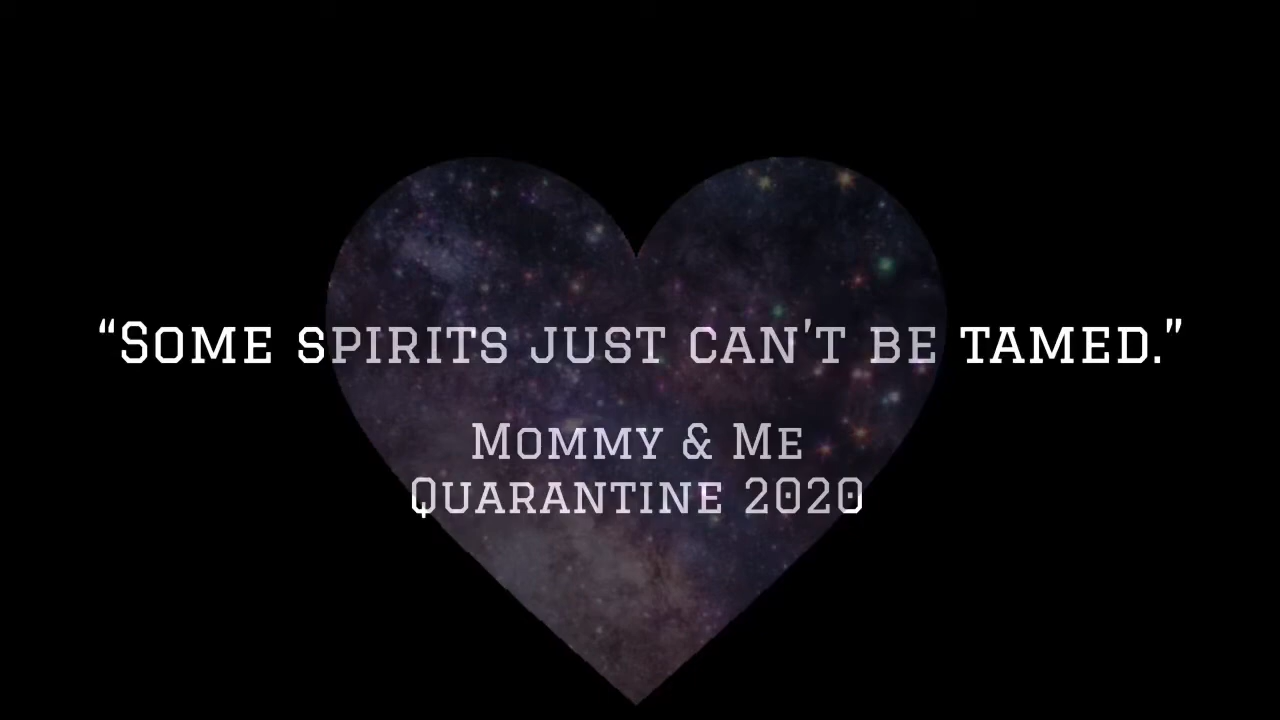 “Some spirits just can’t be tamed.”
Mommy & Me
Quarantine 2020